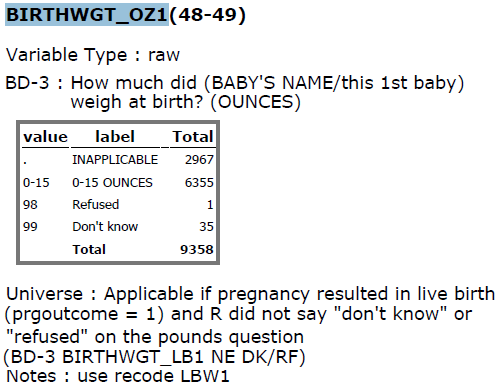 BIRTHWGT_OZ1(48-49)
Variable Type : raw
BD-3 : How much did (BABY'S NAME/this 1st baby)
weigh at birth? (OUNCES)
value label Total
. INAPPLICABLE 2967
0-15 0-15 OUNCES 6355
98 Refused 1
99 Don't know 35
Total 9358
Universe : Applicable if pregnancy resulted in live birth
(prgoutcome = 1) and R did not say "don't know" or
"refused" on the pounds question
(BD-3 BIRTHWGT_LB1 NE DK/RF)
Notes : use recode LBW1